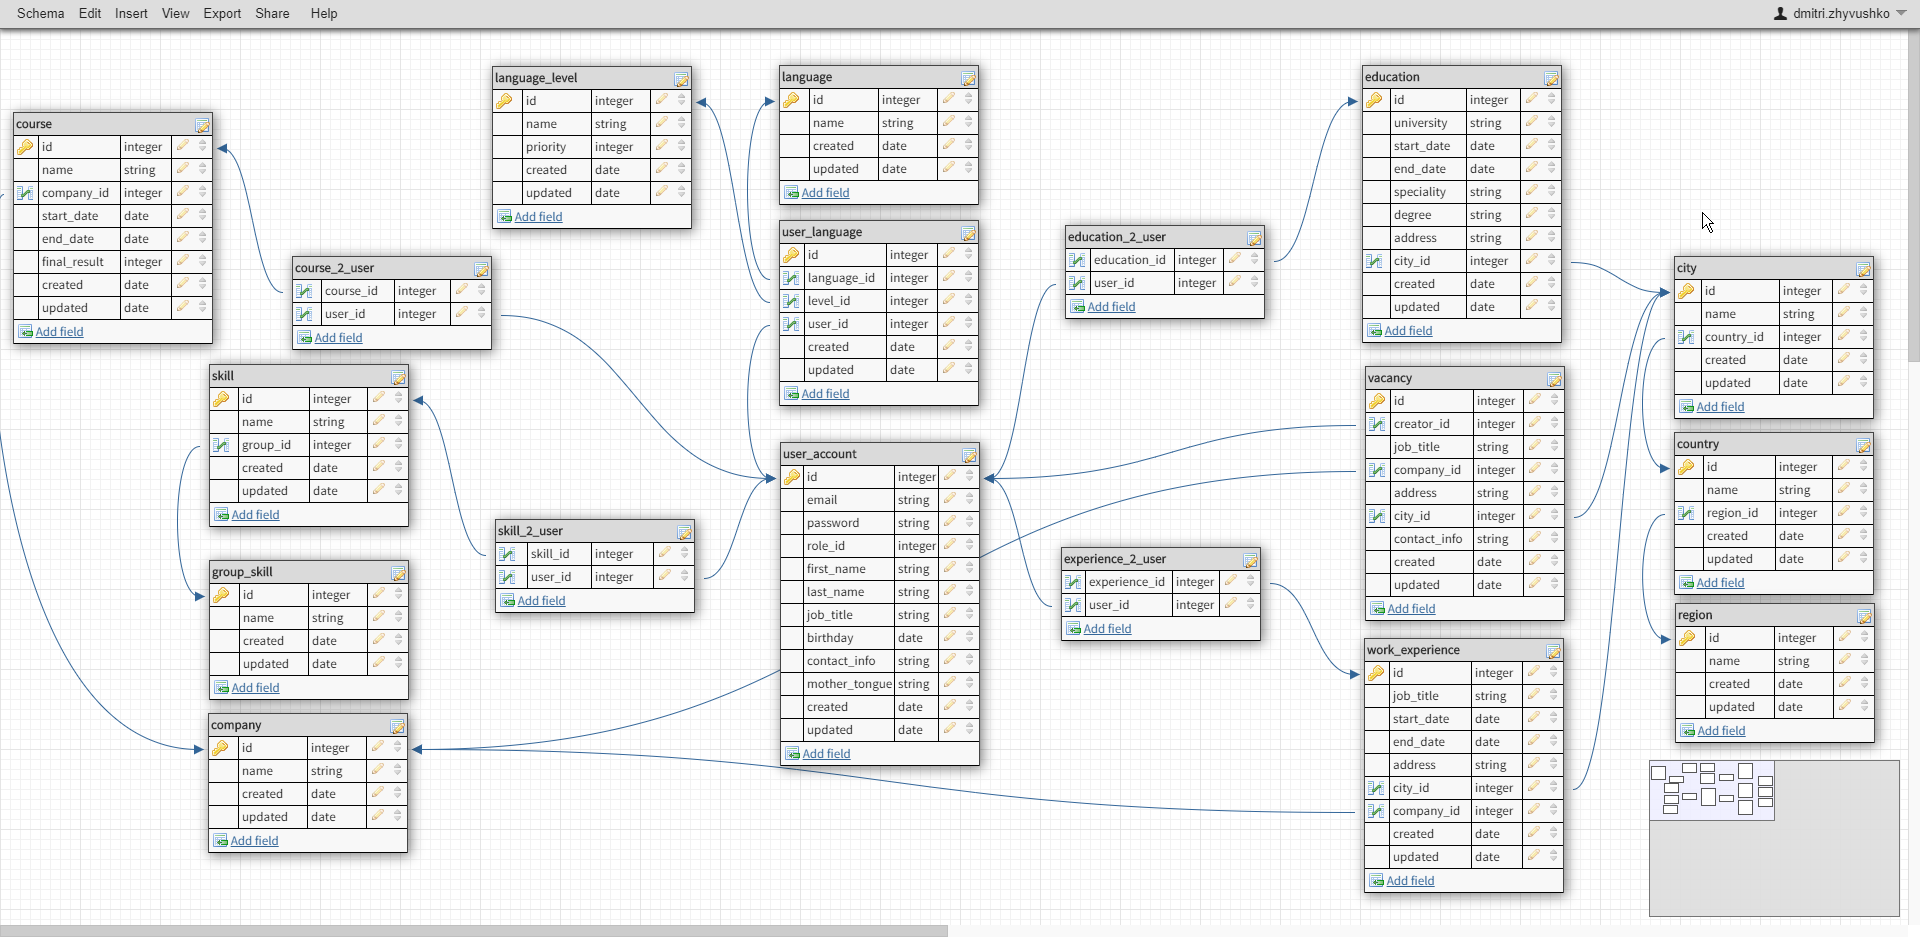 Schema Edit Insert View Export Share Help dmitri.zhyvushko
course
id integer
name string
company_id integer
start_date date
end_date date
final_result integer
created date
updated date
Add field
course_2_user
course_id integer
user_id integer
Add field
skill
id integer
name string
group_id integer
created date
updated date
Add field
group_skill
id integer
name string
created date
updated date
Add field
company
id integer
name string
created date
updated date
Add field
language_level
id integer
name string
priority integer
created date
updated date
Add field
skill_2_user
skill_id integer
user_id integer
Add field
language
id integer
name string
created date
updated date
Add field
user_language
id integer
language_id integer
level_id integer
user_id integer
created date
updated date
Add field
user_account
id integer
email string
password string
role_id integer
first_name string
last_name string
job_title string
birthday date
contact_info string
mother_tongue string
created date
updated date
Add field
education_2_user
education_id integer
user_id integer
Add field
experience_2_user
experience_id integer
user_id integer
Add field
education
id integer
university string
start_date date
end_date date
speciality string
degree string
address string
city_id integer
created date
updated date
Add field
vacancy
id integer
creator_id integer
job_title string
company_id integer
address string
city_id integer
contact_info string
created date
updated date
Add field
work_experience
id integer
job_title string
start_date date
end_date date
address string
city_id integer
company_id integer
created date
updated date
Add field
city
id integer
name string
country_id integer
created date
updated date
Add field
country
id integer
name string
region_id integer
created date
updated date
Add field
region
id integer
name string
created date
updated date
Add field